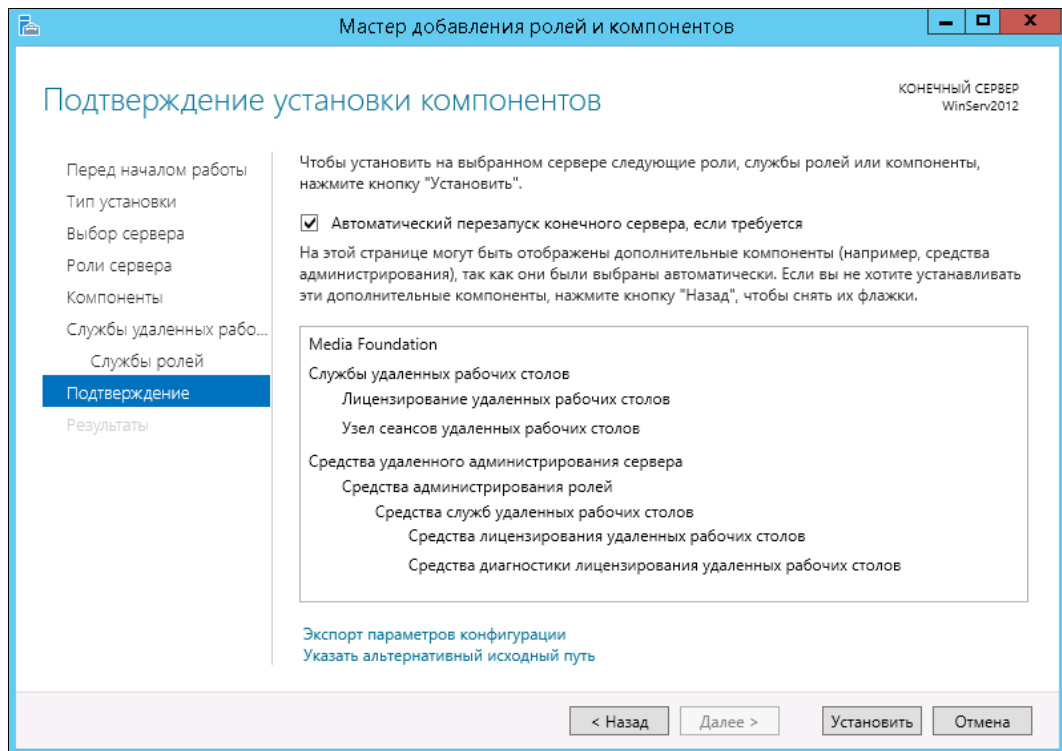 Мастер добавления ролей и компонентов
Подтверждение установки компонентов
КОНЕЧНЫЙ СЕРВЕР
WinServ2012
Перед началом работы
Тип установки
Выбор сервера
Роли сервера
Компоненты
Службы удаленных рабо...
Службы ролей
Подтверждение
Результаты
Чтобы установить на выбранном сервере следующие роли, службы ролей или компоненты,
нажмите кнопку "Установить".
Автоматический перезапуск конечного сервера, если требуется
На этой странице могут быть отображены дополнительные компоненты (например, средства
администрирования), так как они были выбраны автоматически. Если вы не хотите устанавливать
эти дополнительные компоненты, нажмите кнопку "Назад", чтобы снять их флажки.
Media Foundation
Службы удаленных рабочих столов
Лицензирование удаленных рабочих столов
Узел сеансов удаленных рабочих столов
Средства удаленного администрирования сервера
Средства администрирования ролей
Средства служб удаленных рабочих столов
Средства лицензирования удаленных рабочих столов
Средства диагностики лицензирования удаленных рабочих столов
Экспорт параметров конфигурации
Указать альтернативный исходный путь
< Назад
Далее >
Установить
Отмена